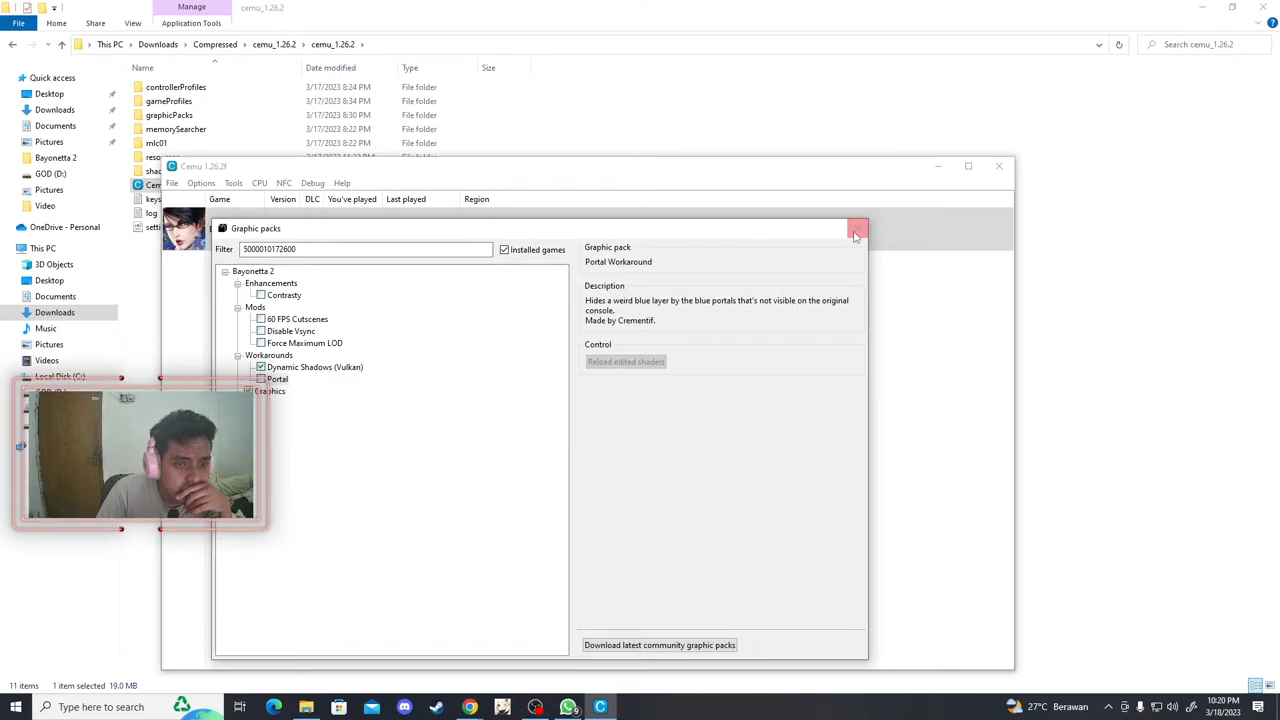 Manage
cemu_1.26.2
File
Home
Share
View
Application Tools
This PC
Downloads
Compressed
cemu_1.26.2
cemu_1.26.2
Search cemu_1.26.2
Name
Date modified
Type
Size
Quick access
Desktop
Downloads
Documents
Pictures
Bayonetta 2
GOD (D:)
Pictures
Video
OneDrive - Personal
This PC
3D Objects
Desktop
Documents
Downloads
Music
Pictures
Videos
Local Disk (C:)
controllerProfiles 3/17/2023 8:24 PM File folder
gameProfiles 3/17/2023 8:34 PM File folder
graphicPacks 3/17/2023 8:30 PM File folder
memorySearcher 3/17/2023 8:22 PM File folder
mlc01 3/17/2023 8:22 PM File folder
Cemu 1.26.2f
File Options Tools CPU NFC Debug Help
Game Version DLC You've played Last played Region
Graphic packs
Filter 5000010172600 Installed games
Bayonetta 2
Enhancements
Contrasty
Mods
60 FPS Cutscenes
Disable Vsync
Force Maximum LOD
Workarounds
Dynamic Shadows (Vulkan)
Portal
Graphics
Graphic pack
Portal Workaround
Description
Hides a weird blue layer by the blue portals that's not visible on the original
console.
Made by Crementif.
Control
Reload edited shaders
Download latest community graphic packs
11 items 1 item selected 19.0 MB
Type here to search
27°C Berawan
10:20 PM
3/18/2023